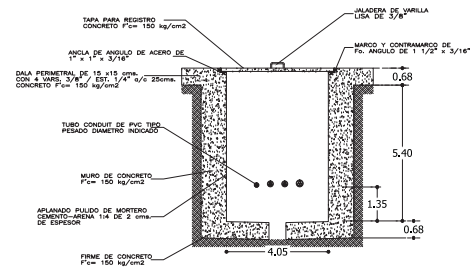 TAPA PARA REGISTRO
CONCRETO F'c= 150 kg/cm2
JALADERA DE VARILLA
LISA DE 3/8"
ANCLA DE ANGULO DE ACERO DE
1" x 1" x 3/16"
MARCO Y CONTRAMARCO DE
Fo. ANGULO DE 1 1/2" x 3/16"
DALA PERIMETRAL DE 15 x15 cms.
CON 4 VARS. 3/8" / EST. 1/4" a/c 25cms.
CONCRETO F'c= 150 kg/cm2
0.68
TUBO CONDUIT DE PVC TIPO
PESADO DIAMETRO INDICADO
5.40
MURO DE CONCRETO
F'c= 150 kg/cm2
1.35
APLANADO PULIDO DE MORTERO
CEMENTO-ARENA 1:4 DE 2 cms.
DE ESPESOR
0.68
4.05
FIRME DE CONCRETO
F'c= 150 kg/cm2